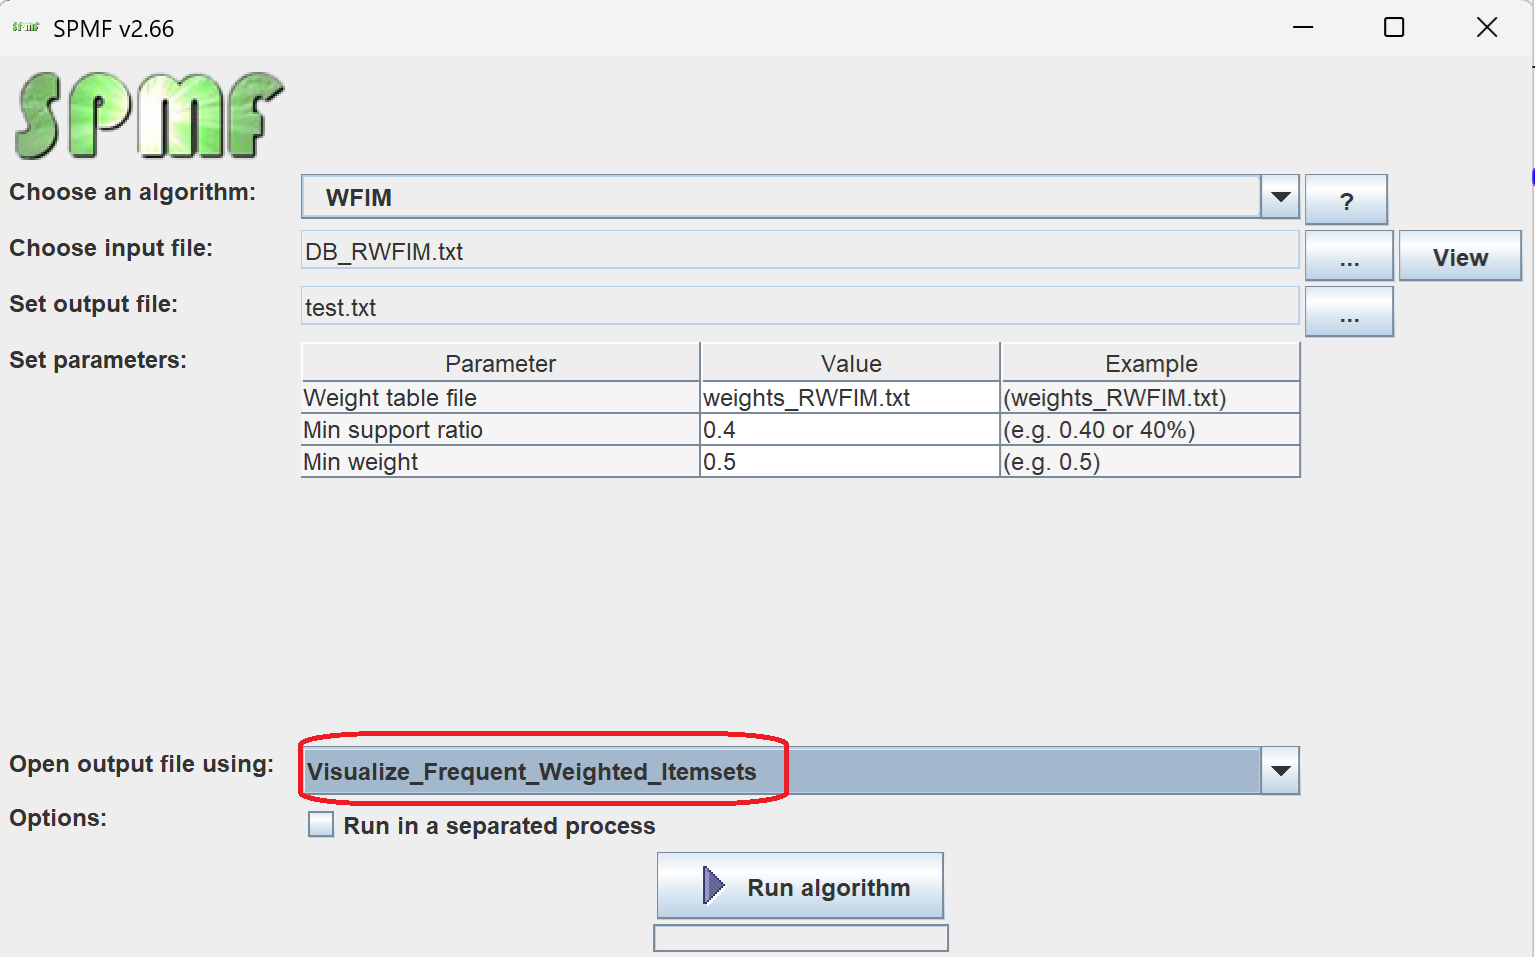 SPMF SPMF v2.66
SPMF
Choose an algorithm: WFIM ?
Choose input file: DB_RWFIM.txt ... View
Set output file: test.txt ...
Set parameters: Parameter Value Example
Weight table file weights_RWFIM.txt (weights_RWFIM.txt)
Min support ratio 0.4 (e.g. 0.40 or 40%)
Min weight 0.5 (e.g. 0.5)
Open output file using: Visualize_Frequent_Weighted_Itemsets
Options: Run in a separated process
Run algorithm